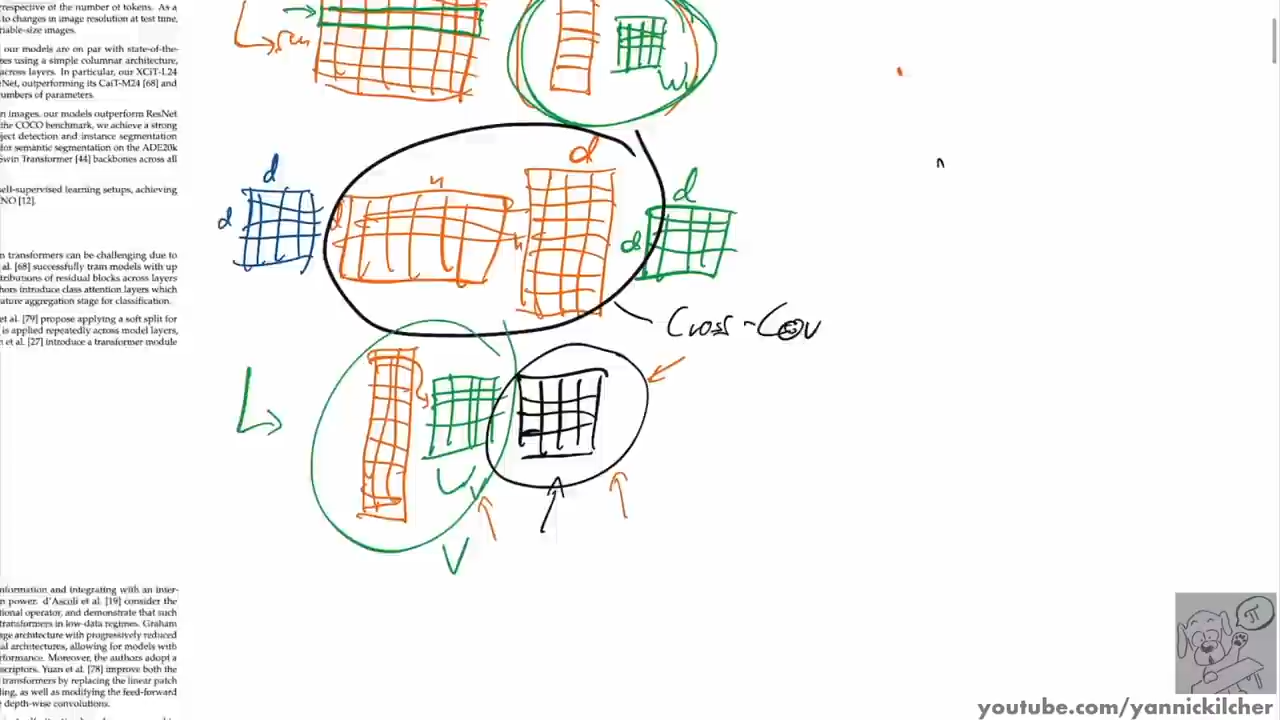 rrespective of the number of tokens. As a
to changes in image resolution at test time,
riable-size images.
our models are on par with state-of-the-
zes using a simple columnar architecture,
across layers. In particular, our XCiT-L24
eNet, outperforming its CaiT-M24 [68] and
numbers of parameters.
n images, our models outperform ResNet
the COCO benchmark, we achieve a strong
ject detection and instance segmentation
for semantic segmentation on the ADE20k
Swin Transformer [44] backbones across all
self-supervised learning setups, achieving
NO [12].
n transformers can be challenging due to
al. [68] successfully train models with up
tributions of residual blocks across layers
hors introduce class attention layers which
ature aggregation stage for classification.
et al. [79] propose applying a soft split for
is applied repeatedly across model layers,
n et al. [27] introduce a transformer module
nformation and integrating with an inter-
n power. d'Ascoli et al. [19] consider the
tional operator, and demonstrate that such
transformers in low-data regimes. Graham
age architecture with progressively reduced
al architectures, allowing for models with
rformance. Moreover, the authors adopt a
scriptors. Yuan et al. [78] improve both the
transformers by replacing the linear patch
ling, as well as modifying the feed-forward
depth-wise convolutions.
d
d
n
d
d
n
d
d
Cross-Cov
V
π
youtube.com/yannickilcher